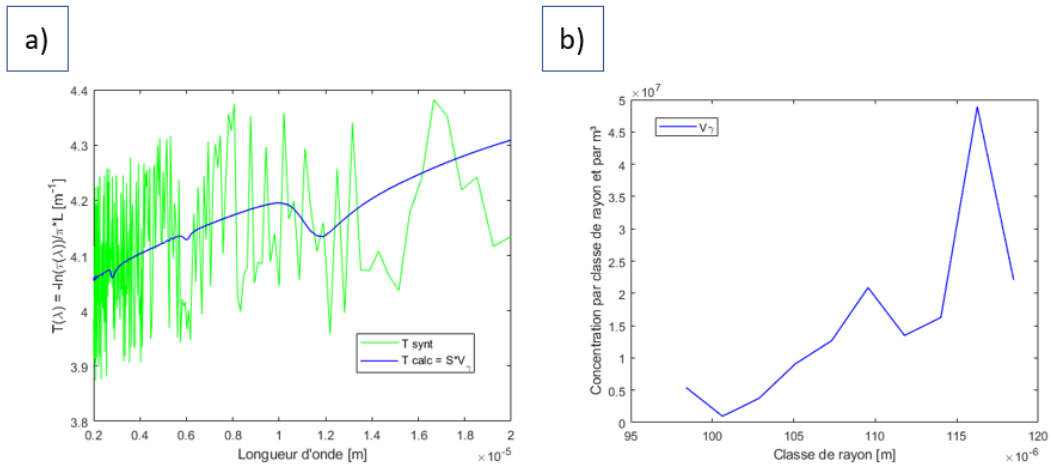 a)
b)
4.4
4.3
4.2
4.1
4
3.9
3.8
T(λ) = -ln(τ(λ))/π*L [m⁻¹]
T synt
T calc = S*Vγ
0.2 0.4 0.6 0.8 1 1.2 1.4 1.6 1.8 2
Longueur d'onde [m]
×10⁻⁵
×10⁷
5
4.5
4
3.5
3
2.5
2
1.5
1
0.5
0
Concentration par classe de rayon et par m³
Vγ
95 100 105 110 115 120
Classe de rayon [m]
×10⁻⁶